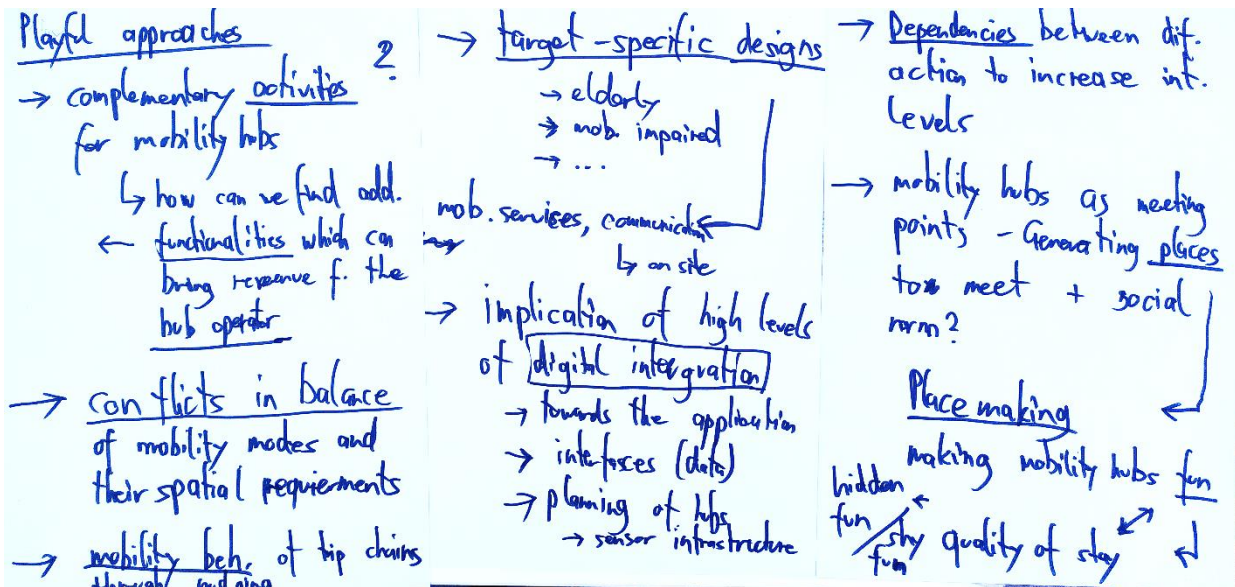 Playful approaches
?
→ complementary activities
for mobility hubs
↳ how can we find add.
← functionalities which can
bring revenue f. the
hub operator
→ conflicts in balance
of mobility modes and
their spatial requierments
→ mobility beh. of trip chains
→ target-specific designs
→ eldorly
→ mob. impaired
→ ...
mob. services, communication
↳ on site
→ implication of high levels
of digital intergration
→ towards the application
→ interfaces (data)
→ planning of hubs
→ sensor infrastructure
→ Dependencies between dif.
action to increase int.
levels
→ mobility hubs as meeting
points - Generating places
to meet + social
norm?
Place making
making mobility hubs fun
hidden
fun
stay quality of stay
fun